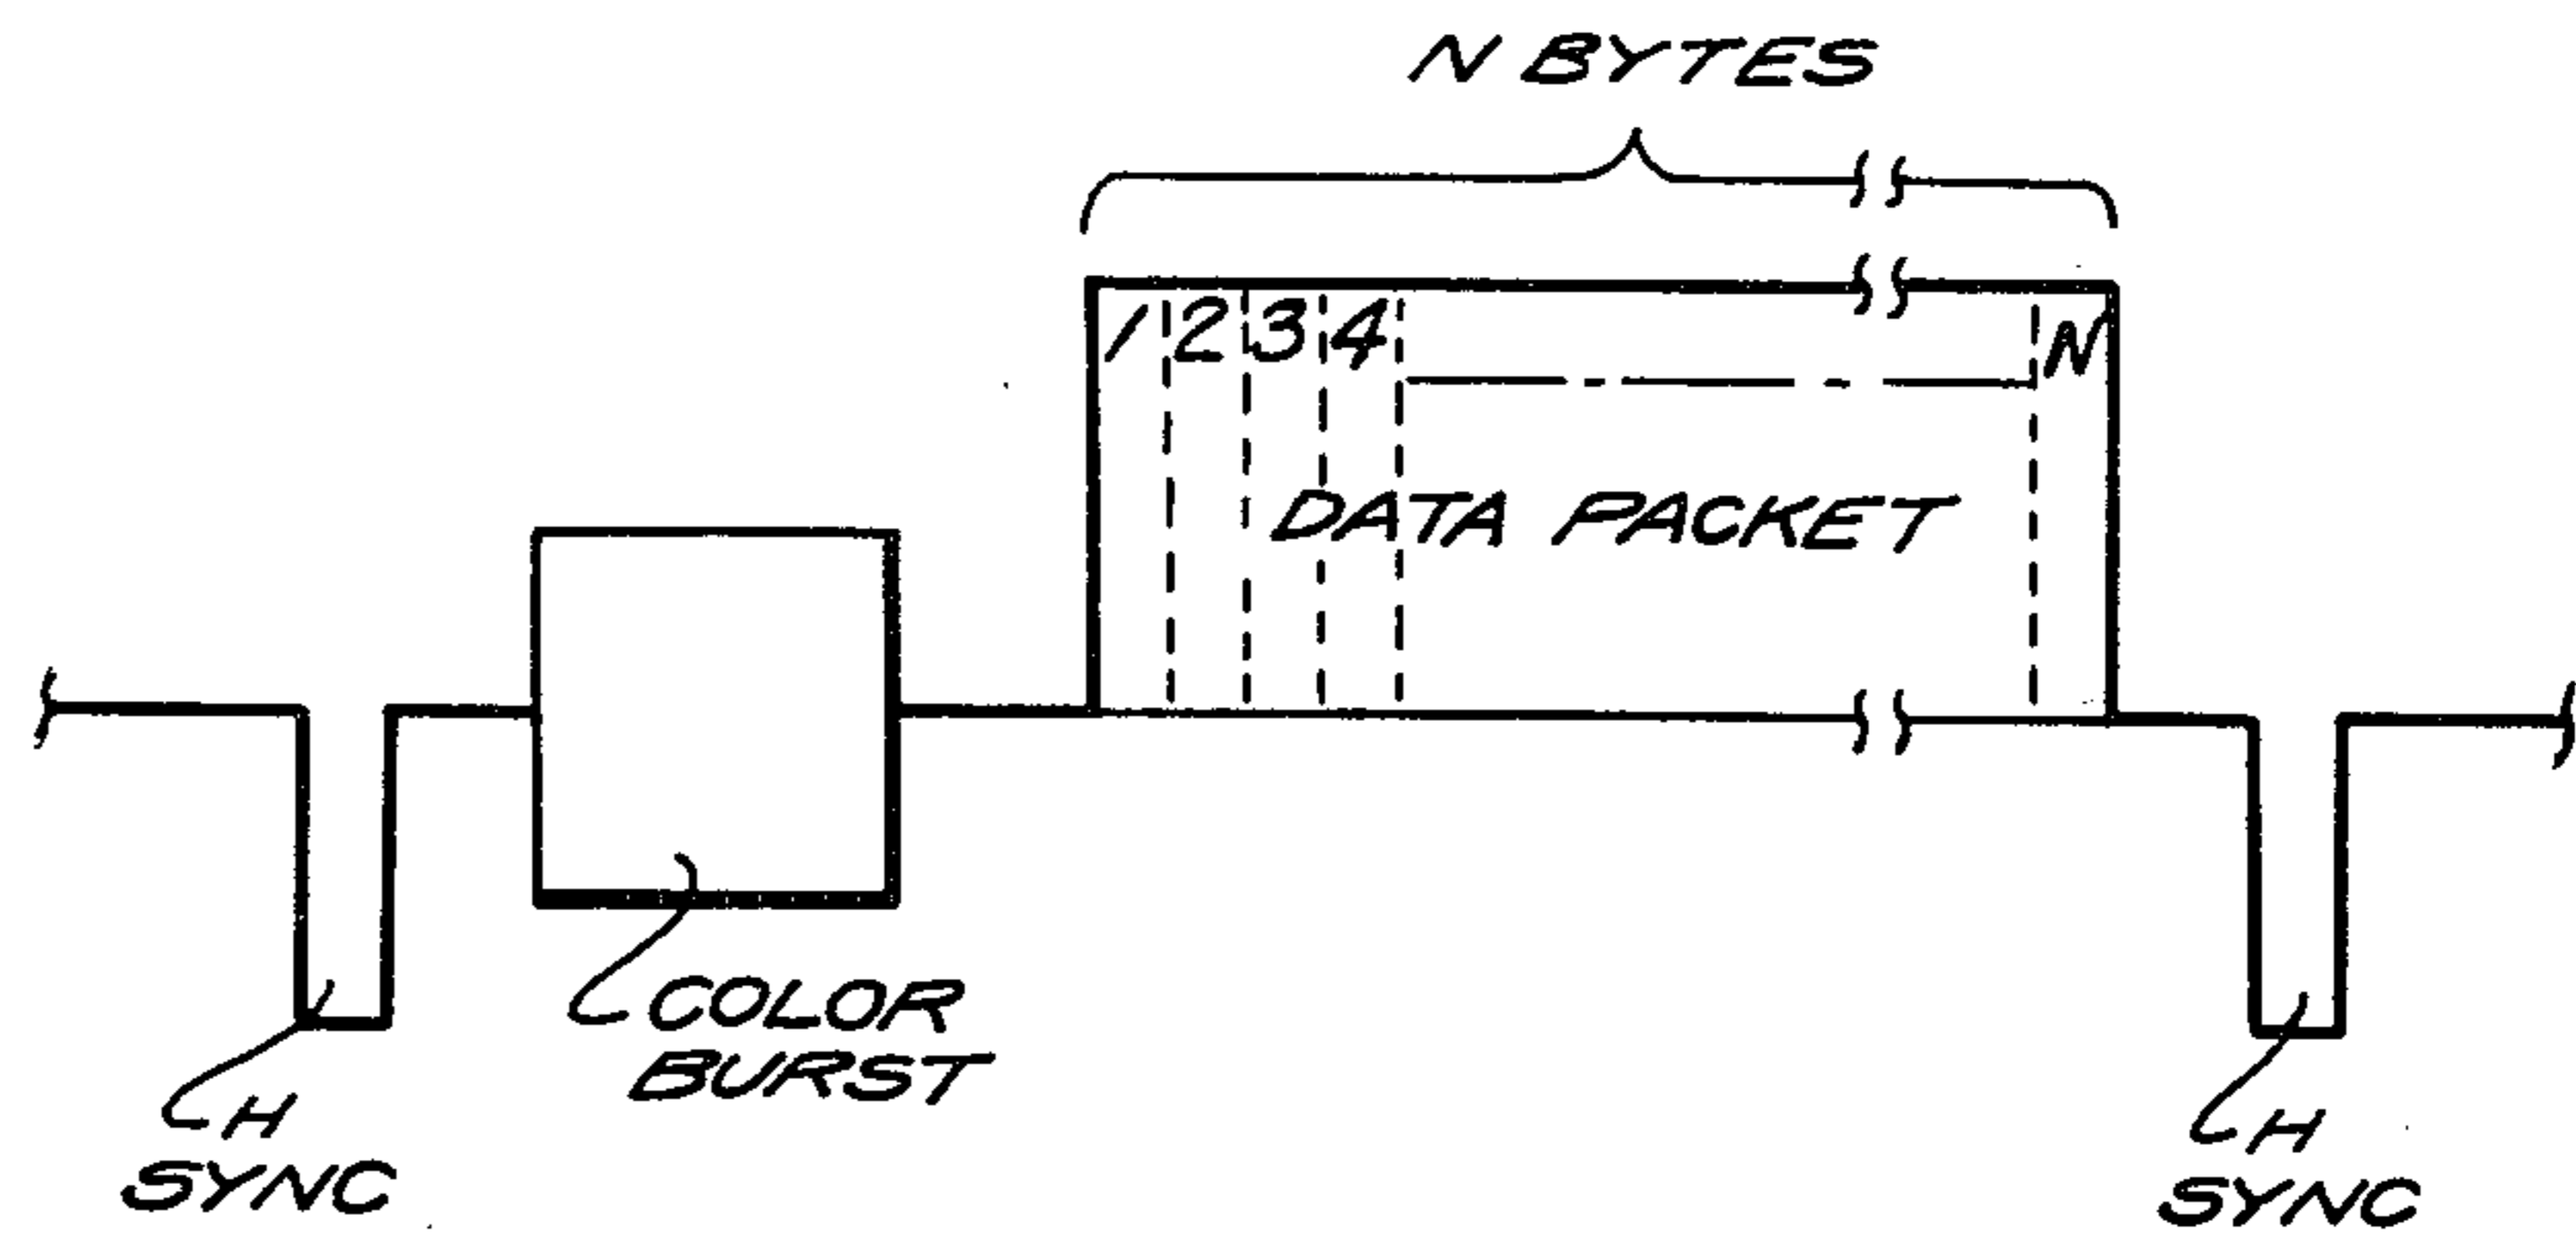 N BYTES
1 2 3 4 N
DATA PACKET
COLOR
BURST
H
SYNC
H
SYNC